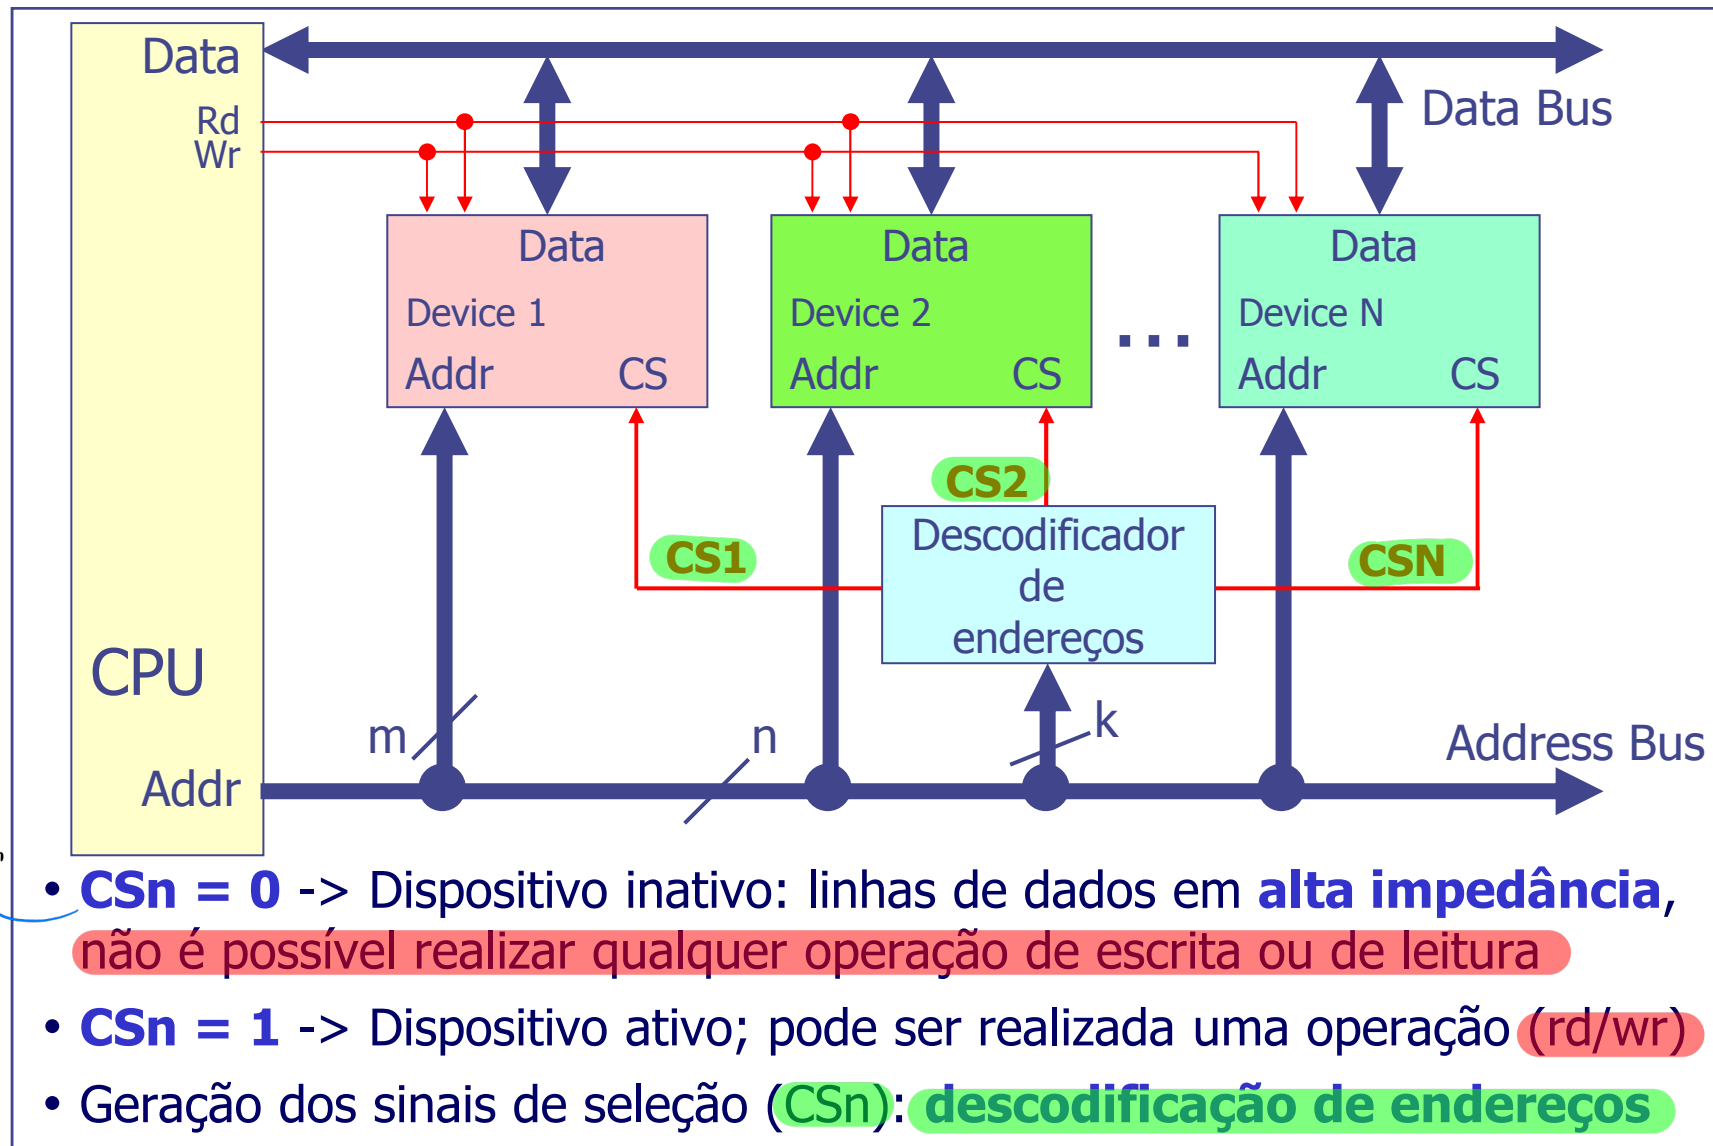 Data
Rd
Wr
Data Bus
Data
Data
Data
Device 1
Device 2
...
Device N
Addr CS
Addr CS
Addr CS
CS2
CS1
Descodificador
de
endereços
CSN
CPU
m
n
k
Address Bus
Addr
• CSn = 0 -> Dispositivo inativo: linhas de dados em alta impedância,
não é possível realizar qualquer operação de escrita ou de leitura
• CSn = 1 -> Dispositivo ativo; pode ser realizada uma operação (rd/wr)
• Geração dos sinais de seleção (CSn): descodificação de endereços